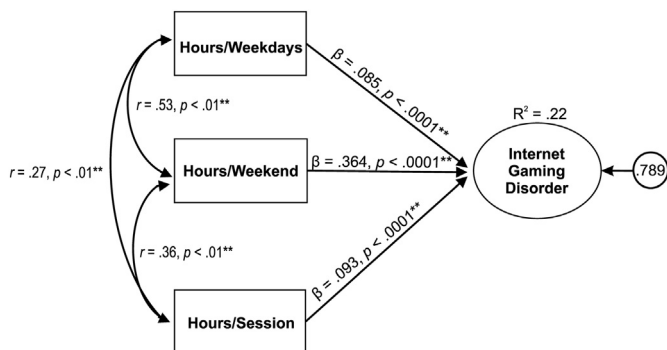 Hours/Weekdays
β = .085, p < .0001**
r = .53, p < .01**
R² = .22
Hours/Weekend
β = .364, p < .0001**
Internet
Gaming
Disorder
.789
r = .27, p < .01**
r = .36, p < .01**
β = .093, p < .0001**
Hours/Session